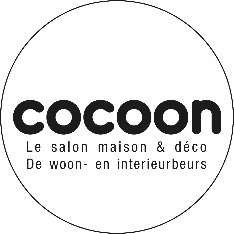 cocoon
Le salon maison & déco
De woon- en interieurbeurs